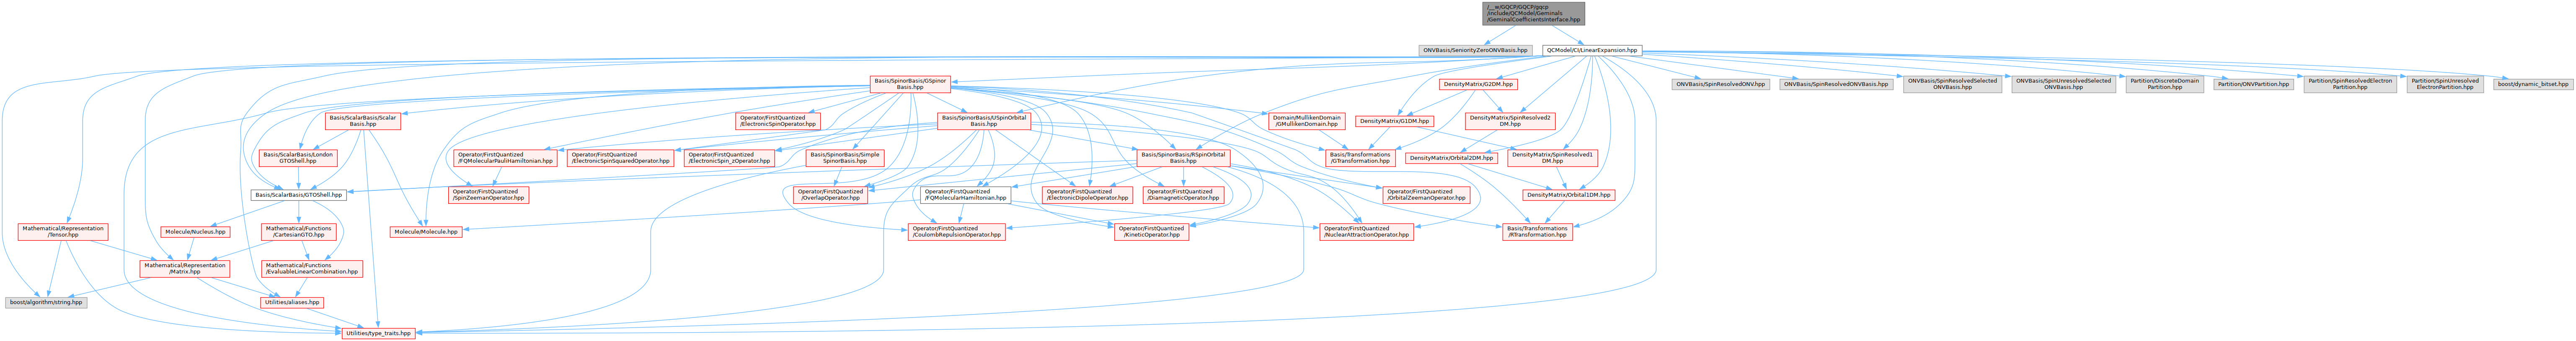 /__w/GQCP/GQCP/gqcp
/include/QCModel/Geminals
/GeminalCoefficientsInterface.hpp
ONVBasis/SeniorityZeroONVBasis.hpp
QCModel/CI/LinearExpansion.hpp
Basis/SpinorBasis/GSpinor
Basis.hpp
DensityMatrix/G2DM.hpp
ONVBasis/SpinResolvedONV.hpp
ONVBasis/SpinResolvedONVBasis.hpp
ONVBasis/SpinResolvedSelected
ONVBasis.hpp
ONVBasis/SpinUnresolvedSelected
ONVBasis.hpp
Partition/DiscreteDomain
Partition.hpp
Partition/ONVPartition.hpp
Partition/SpinResolvedElectron
Partition.hpp
Partition/SpinUnresolved
ElectronPartition.hpp
boost/dynamic_bitset.hpp
Basis/ScalarBasis/Scalar
Basis.hpp
Operator/FirstQuantized
/ElectronicSpinOperator.hpp
Basis/SpinorBasis/USpinOrbital
Basis.hpp
Domain/MullikenDomain
/GMullikenDomain.hpp
DensityMatrix/G1DM.hpp
DensityMatrix/SpinResolved2
DM.hpp
Basis/ScalarBasis/London
GTOShell.hpp
Operator/FirstQuantized
/FQMolecularPauliHamiltonian.hpp
Operator/FirstQuantized
/ElectronicSpinSquaredOperator.hpp
Operator/FirstQuantized
/ElectronicSpin_zOperator.hpp
Basis/SpinorBasis/Simple
SpinorBasis.hpp
Basis/SpinorBasis/RSpinOrbital
Basis.hpp
Basis/Transformations
/GTransformation.hpp
DensityMatrix/Orbital2DM.hpp
DensityMatrix/SpinResolved1
DM.hpp
Basis/ScalarBasis/GTOShell.hpp
Operator/FirstQuantized
/SpinZeemanOperator.hpp
Operator/FirstQuantized
/OverlapOperator.hpp
Operator/FirstQuantized
/FQMolecularHamiltonian.hpp
Operator/FirstQuantized
/ElectronicDipoleOperator.hpp
Operator/FirstQuantized
/DiamagneticOperator.hpp
Operator/FirstQuantized
/OrbitalZeemanOperator.hpp
DensityMatrix/Orbital1DM.hpp
Mathematical/Representation
/Tensor.hpp
Molecule/Nucleus.hpp
Mathematical/Functions
/CartesianGTO.hpp
Molecule/Molecule.hpp
Operator/FirstQuantized
/CoulombRepulsionOperator.hpp
Operator/FirstQuantized
/KineticOperator.hpp
Operator/FirstQuantized
/NuclearAttractionOperator.hpp
Basis/Transformations
/RTransformation.hpp
Mathematical/Representation
/Matrix.hpp
Mathematical/Functions
/EvaluableLinearCombination.hpp
boost/algorithm/string.hpp
Utilities/aliases.hpp
Utilities/type_traits.hpp